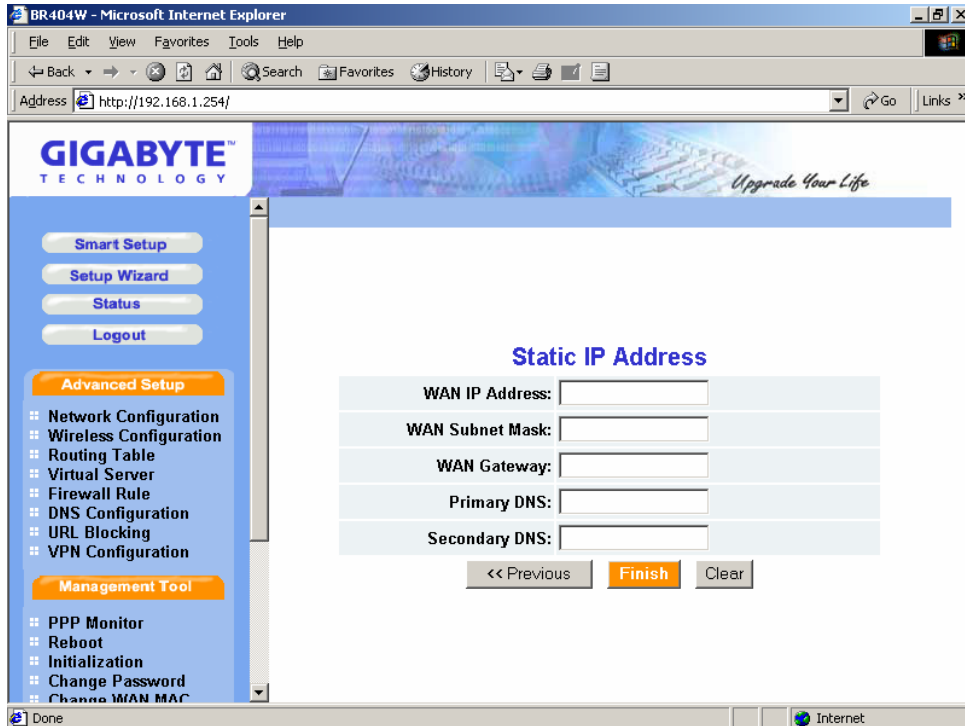 BR404W - Microsoft Internet Explorer
File Edit View Favorites Tools Help
Back Search Favorites History
Address http://192.168.1.254/ Go Links »
GIGABYTE™
TECHNOLOGY
Upgrade Your Life
Smart Setup
Setup Wizard
Status
Logout
Advanced Setup
Network Configuration
Wireless Configuration
Routing Table
Virtual Server
Firewall Rule
DNS Configuration
URL Blocking
VPN Configuration
Management Tool
PPP Monitor
Reboot
Initialization
Change Password
Change WAN MAC
Static IP Address
WAN IP Address:
WAN Subnet Mask:
WAN Gateway:
Primary DNS:
Secondary DNS:
<< Previous Finish Clear
Done Internet